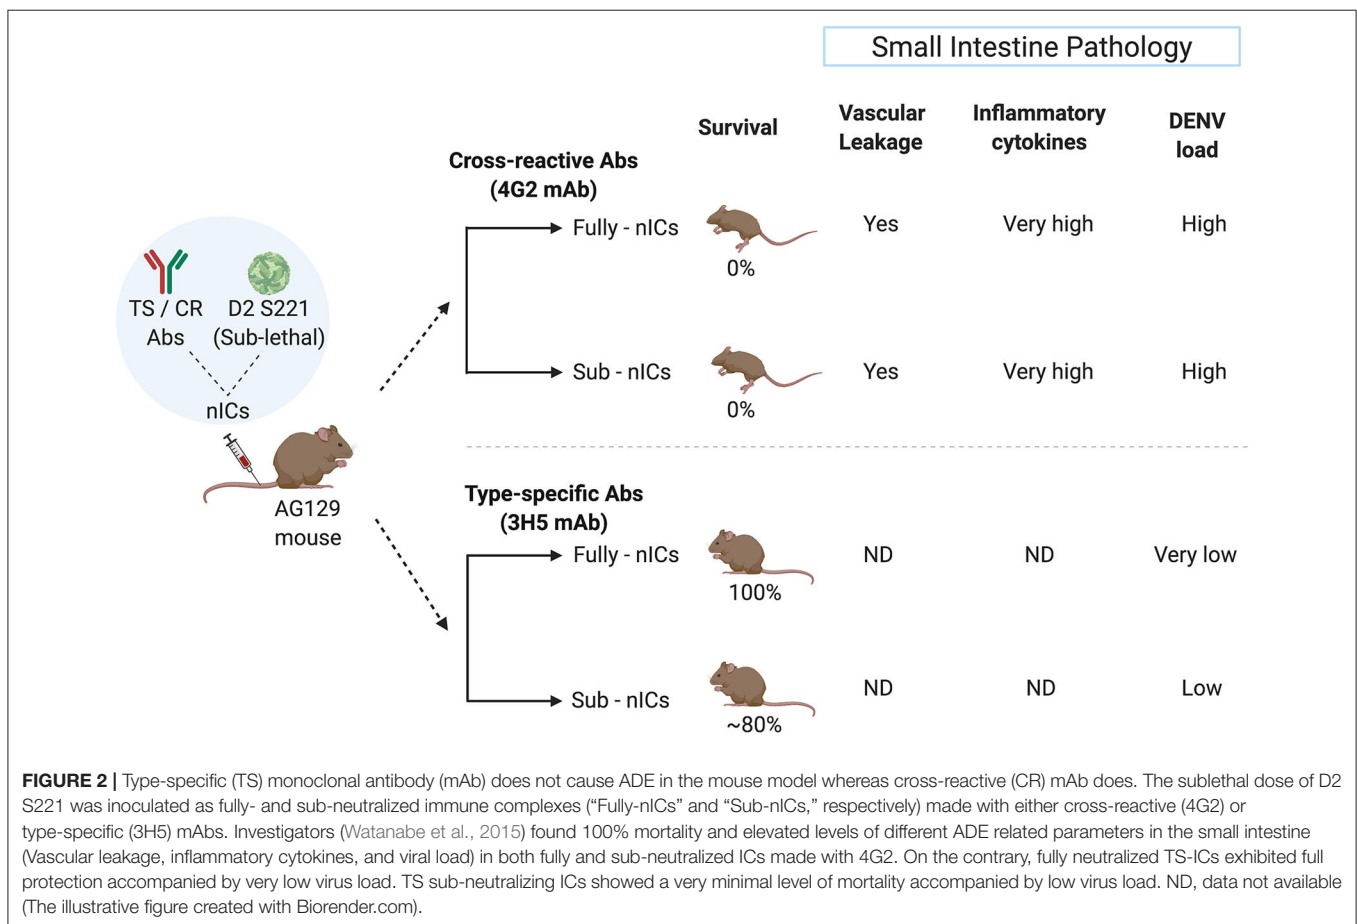 Small Intestine Pathology
Survival
Vascular
Leakage
Inflammatory
cytokines
DENV
load
Cross-reactive Abs
(4G2 mAb)
Fully - nICs
0%
Yes
Very high
High
TS / CR
Abs
D2 S221
(Sub-lethal)
nICs
Sub - nICs
0%
Yes
Very high
High
AG129
mouse
Type-specific Abs
(3H5 mAb)
Fully - nICs
100%
ND
ND
Very low
Sub - nICs
~80%
ND
ND
Low
FIGURE 2 | Type-specific (TS) monoclonal antibody (mAb) does not cause ADE in the mouse model whereas cross-reactive (CR) mAb does. The sublethal dose of D2
S221 was inoculated as fully- and sub-neutralized immune complexes (“Fully-nICs” and “Sub-nICs,” respectively) made with either cross-reactive (4G2) or
type-specific (3H5) mAbs. Investigators (Watanabe et al., 2015) found 100% mortality and elevated levels of different ADE related parameters in the small intestine
(Vascular leakage, inflammatory cytokines, and viral load) in both fully and sub-neutralized ICs made with 4G2. On the contrary, fully neutralized TS-ICs exhibited full
protection accompanied by very low virus load. TS sub-neutralizing ICs showed a very minimal level of mortality accompanied by low virus load. ND, data not available
(The illustrative figure created with Biorender.com).